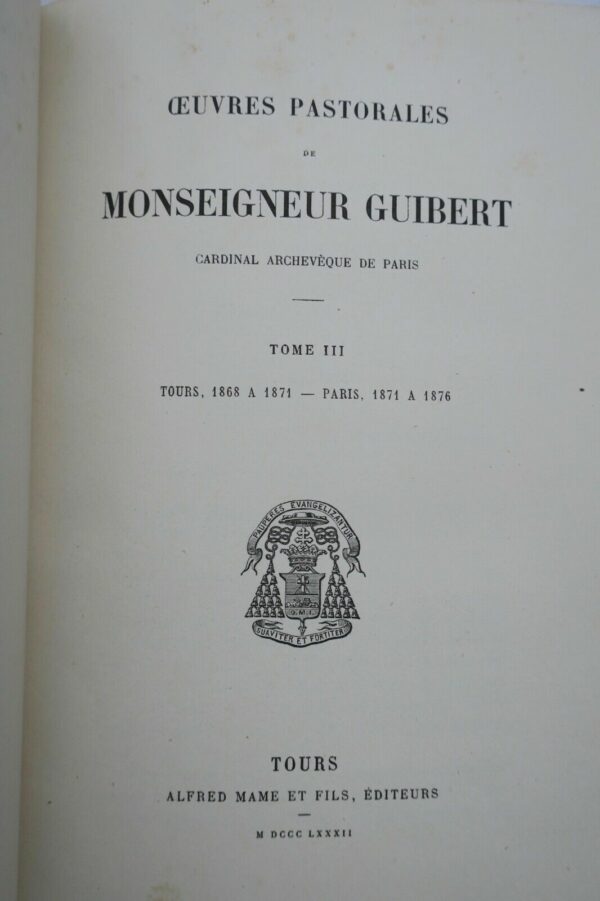 ŒUVRES PASTORALES
DE
MONSEIGNEUR GUIBERT
CARDINAL ARCHEVÈQUE DE PARIS
TOME III
TOURS, 1868 A 1871 — PARIS, 1871 A 1876
PAUPERES EVANGELIZANTUR
O.M.I.
SUAVITER ET FORTITER
TOURS
ALFRED MAME ET FILS, ÉDITEURS
M DCCC LXXXII